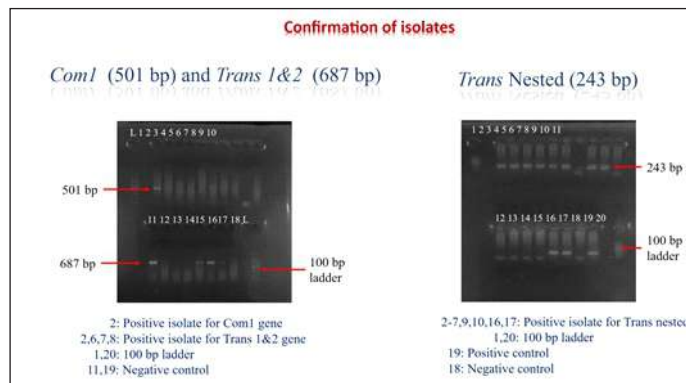 Confirmation of isolates
Com1 (501 bp) and Trans 1&2 (687 bp)
Trans Nested (243 bp)
L 1 2 3 4 5 6 7 8 9 10
501 bp
11 12 13 14 15 16 17 18 L
687 bp
100 bp
ladder
2: Positive isolate for Com1 gene
2,6,7,8: Positive isolate for Trans 1&2 gene
1,20: 100 bp ladder
11,19: Negative control
1 2 3 4 5 6 7 8 9 10 11
243 bp
12 13 14 15 16 17 18 19 20
100 bp
ladder
2-7,9,10,16,17: Positive isolate for Trans nested
1,20: 100 bp ladder
19: Positive control
18: Negative control